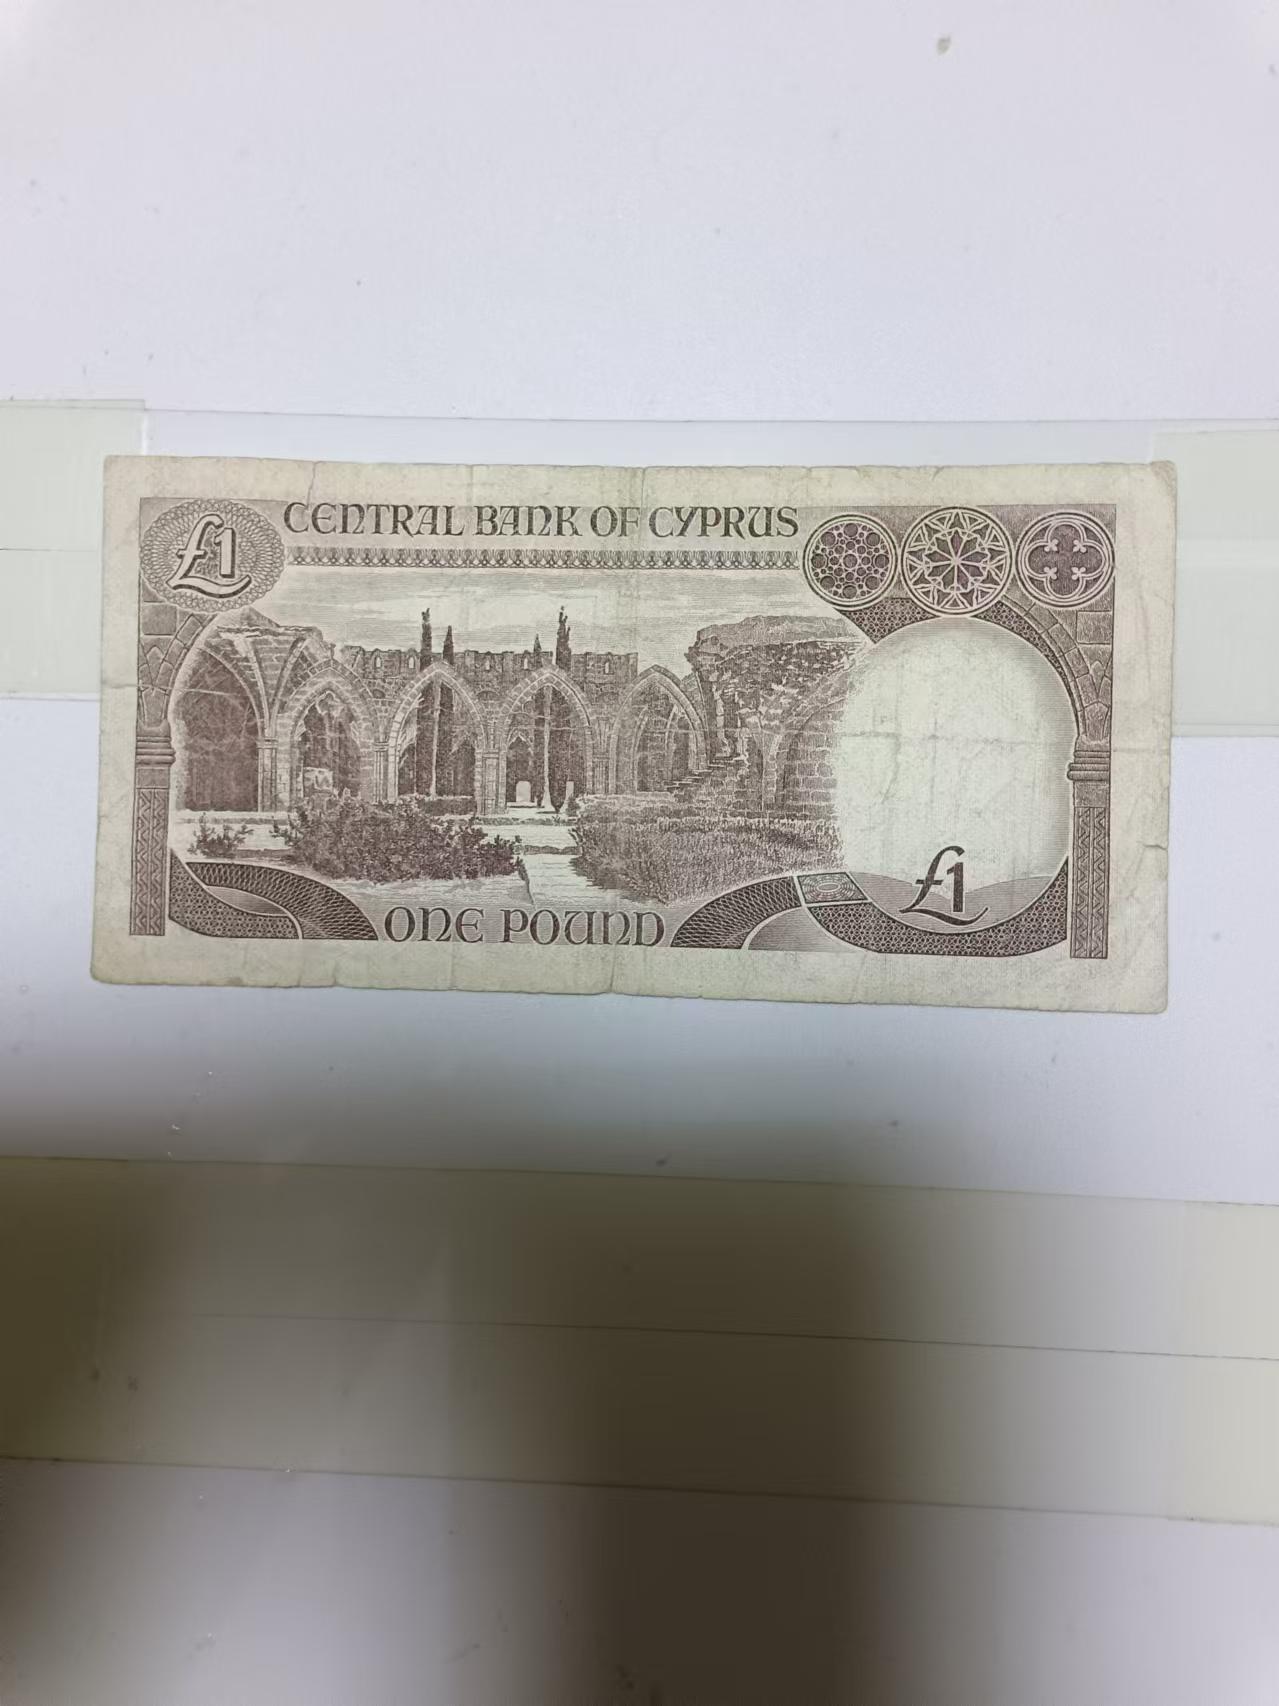 £1
CENTRAL BANK OF CYPRUS
£1
ONE POUND